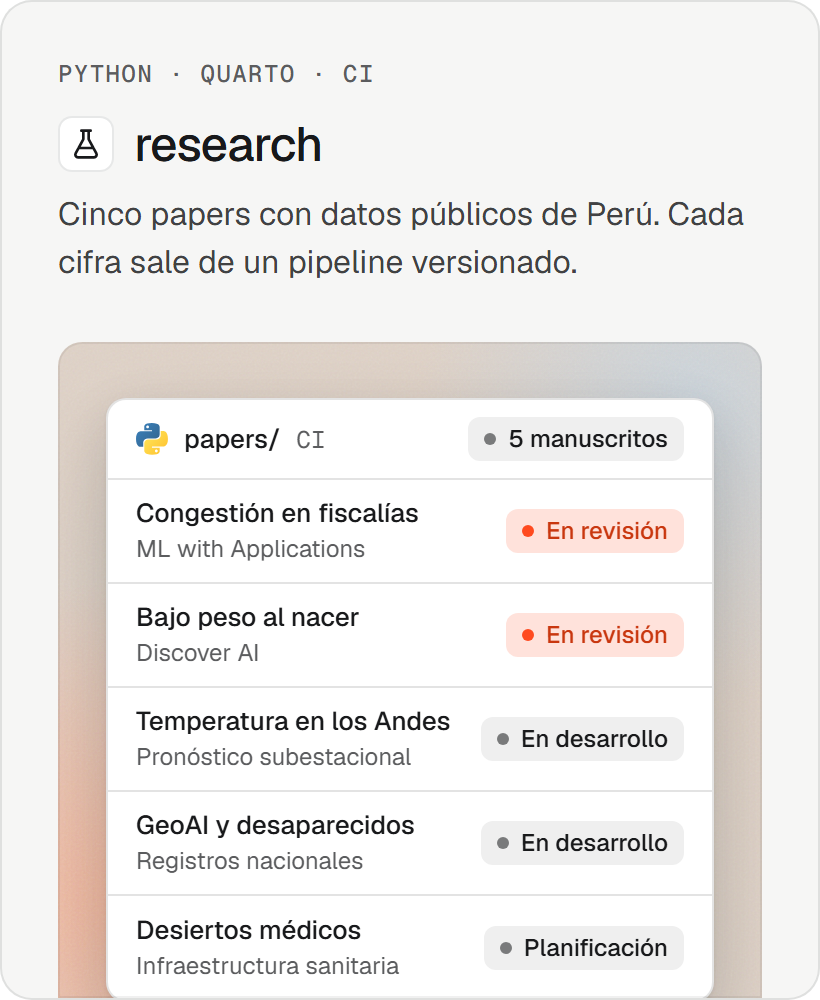 PYTHON · QUARTO · CI
research
Cinco papers con datos públicos de Perú. Cada
cifra sale de un pipeline versionado.
papers/ CI
5 manuscritos
Congestión en fiscalías
ML with Applications
En revisión
Bajo peso al nacer
Discover AI
En revisión
Temperatura en los Andes
Pronóstico subestacional
En desarrollo
GeoAI y desaparecidos
Registros nacionales
En desarrollo
Desiertos médicos
Infraestructura sanitaria
Planificación